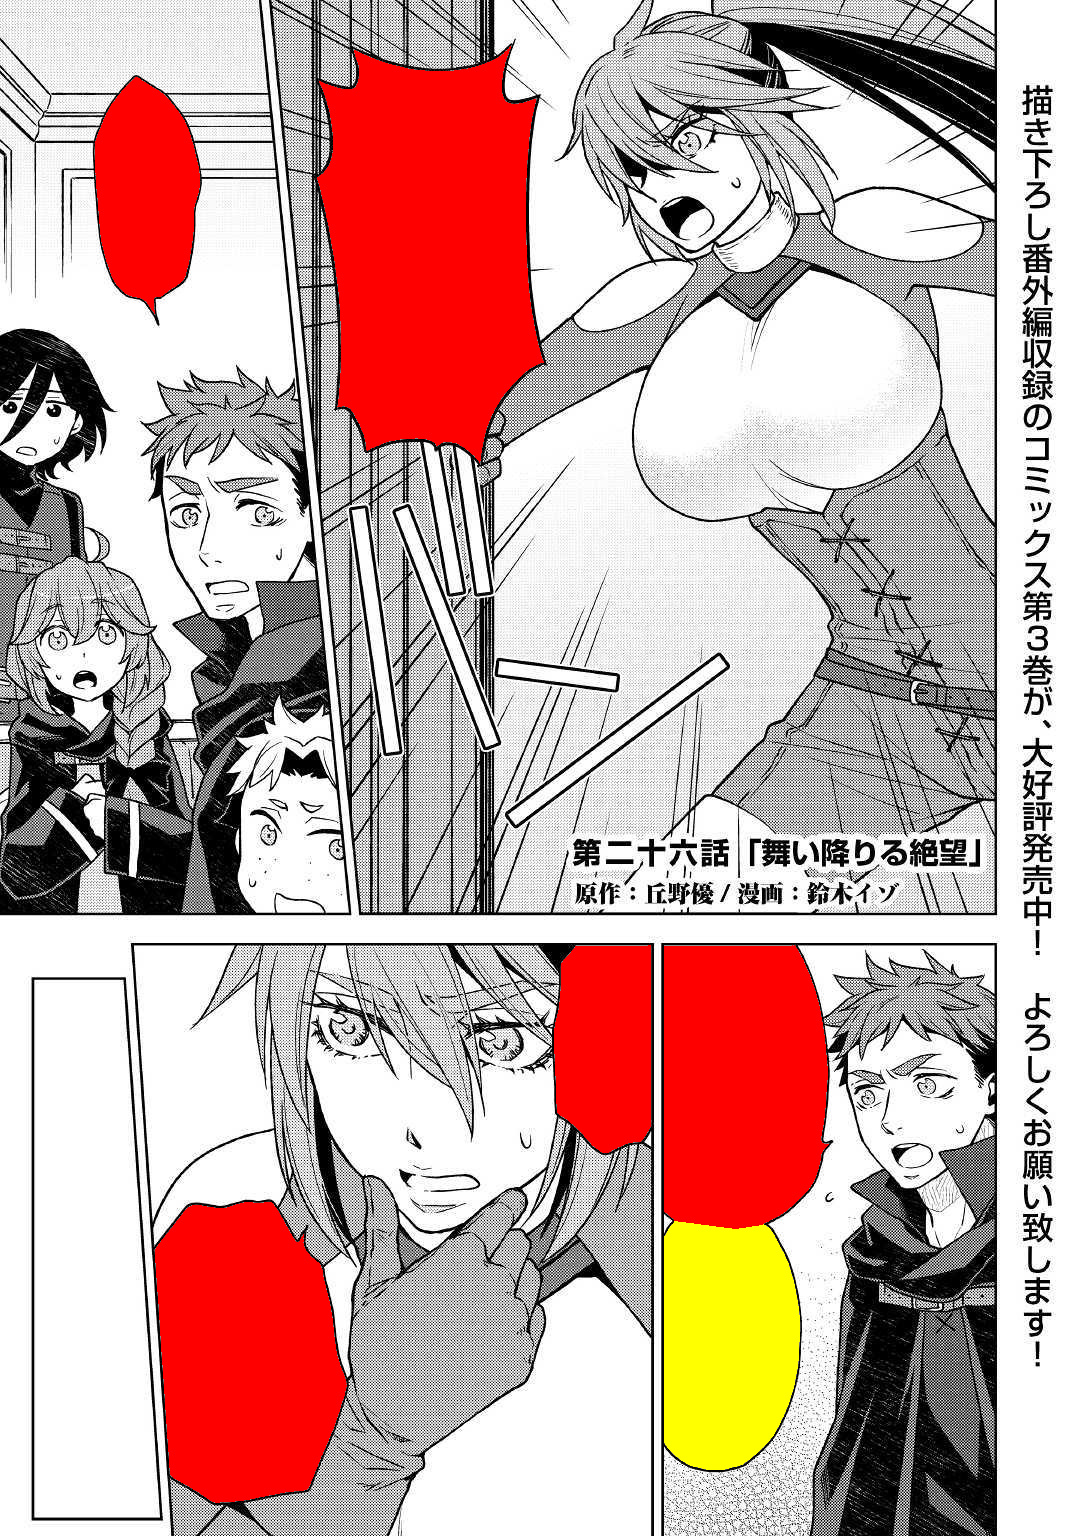 描き下ろし番外編収録のコミックス第3巻が、大好評発売中！　よろしくお願い致します！
第二十六話「舞い降りる絶望」
原作：丘野優 / 漫画：鈴木イゾ